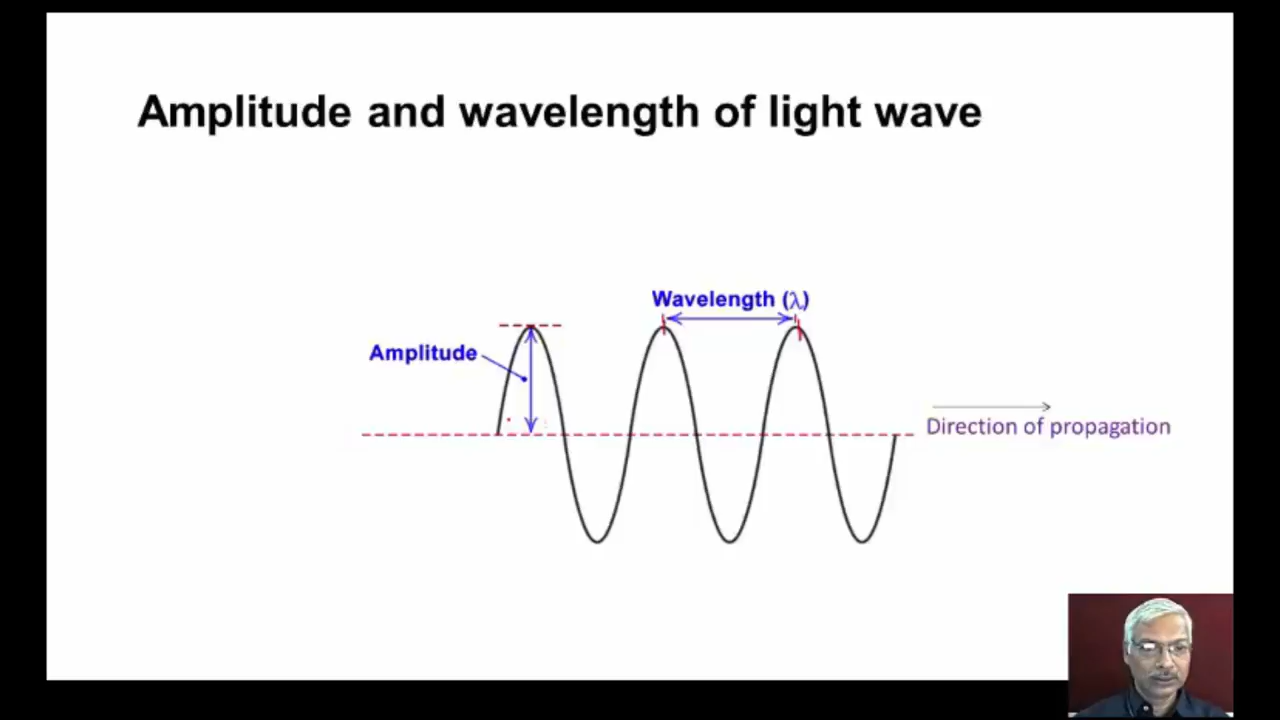 Amplitude and wavelength of light wave
Wavelength (λ)
Amplitude
Direction of propagation